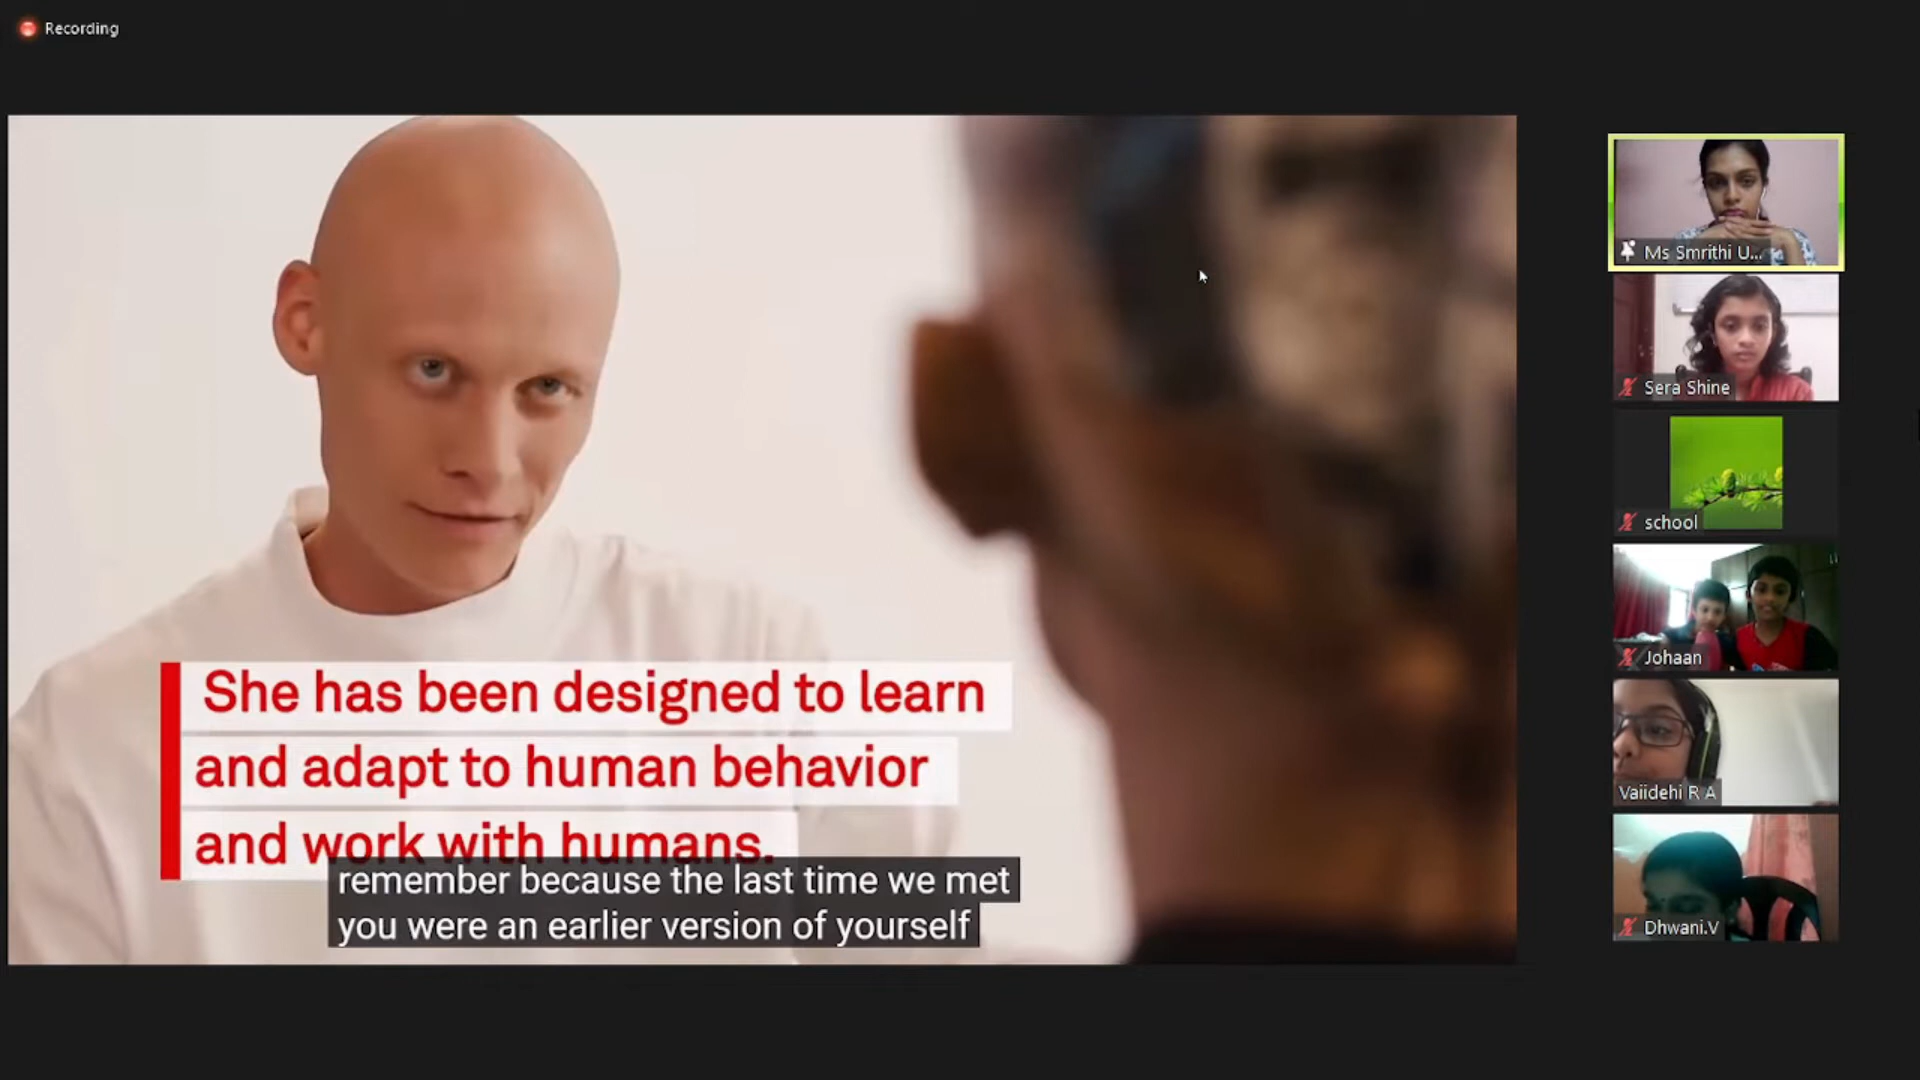 Recording
She has been designed to learn
and adapt to human behavior
and work with humans.
remember because the last time we met
you were an earlier version of yourself
Ms Smrithi U...
Sera Shine
school
Johaan
Vaiidehi R A
Dhwani.V